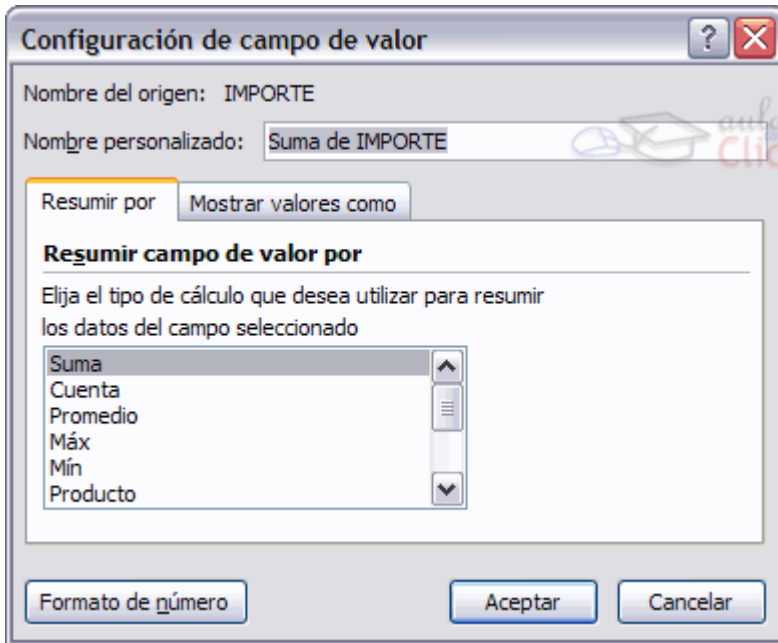 Configuración de campo de valor
?
Nombre del origen: IMPORTE
Nombre personalizado: Suma de IMPORTE
aula
Clic
Resumir por Mostrar valores como
Resumir campo de valor por
Elija el tipo de cálculo que desea utilizar para resumir
los datos del campo seleccionado
Suma
Cuenta
Promedio
Máx
Mín
Producto
Formato de número Aceptar Cancelar